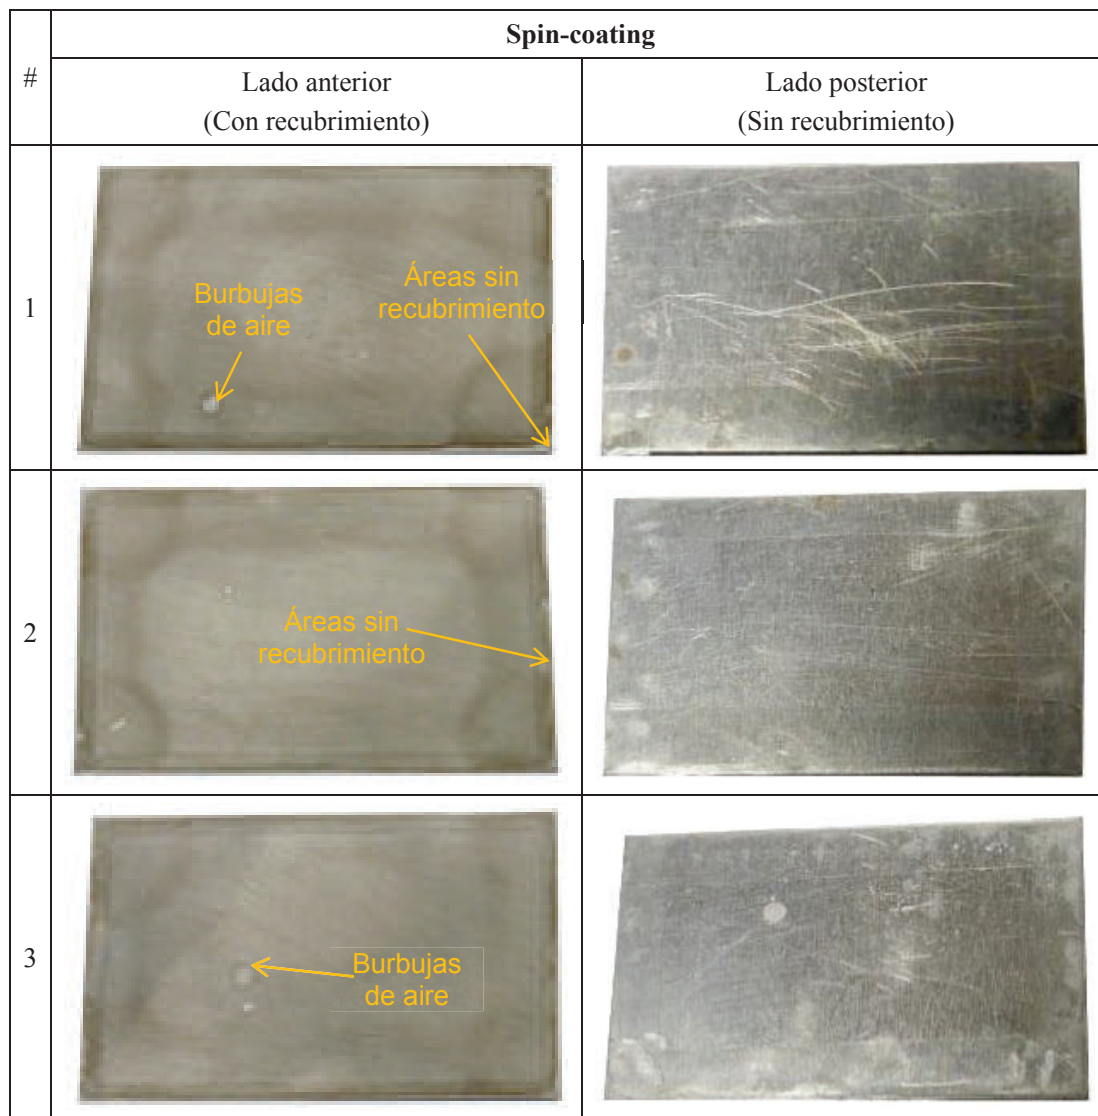 #
Spin-coating
Lado anterior
(Con recubrimiento)
Lado posterior
(Sin recubrimiento)
1
Burbujas
de aire
Áreas sin
recubrimiento
2
Áreas sin
recubrimiento
3
Burbujas
de aire